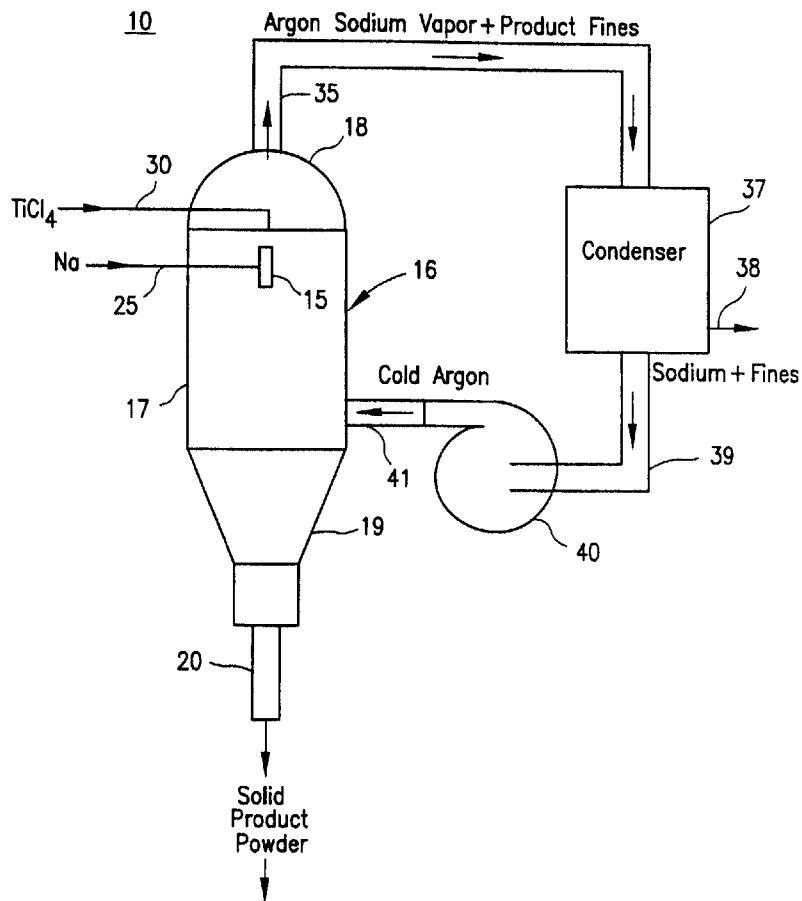 10
Argon Sodium Vapor+Product Fines
35
18
30
TiCl4
37
Condenser
Na
16
38
25
15
Cold Argon
Sodium+Fines
17
41
39
19
40
20
Solid
Product
Powder